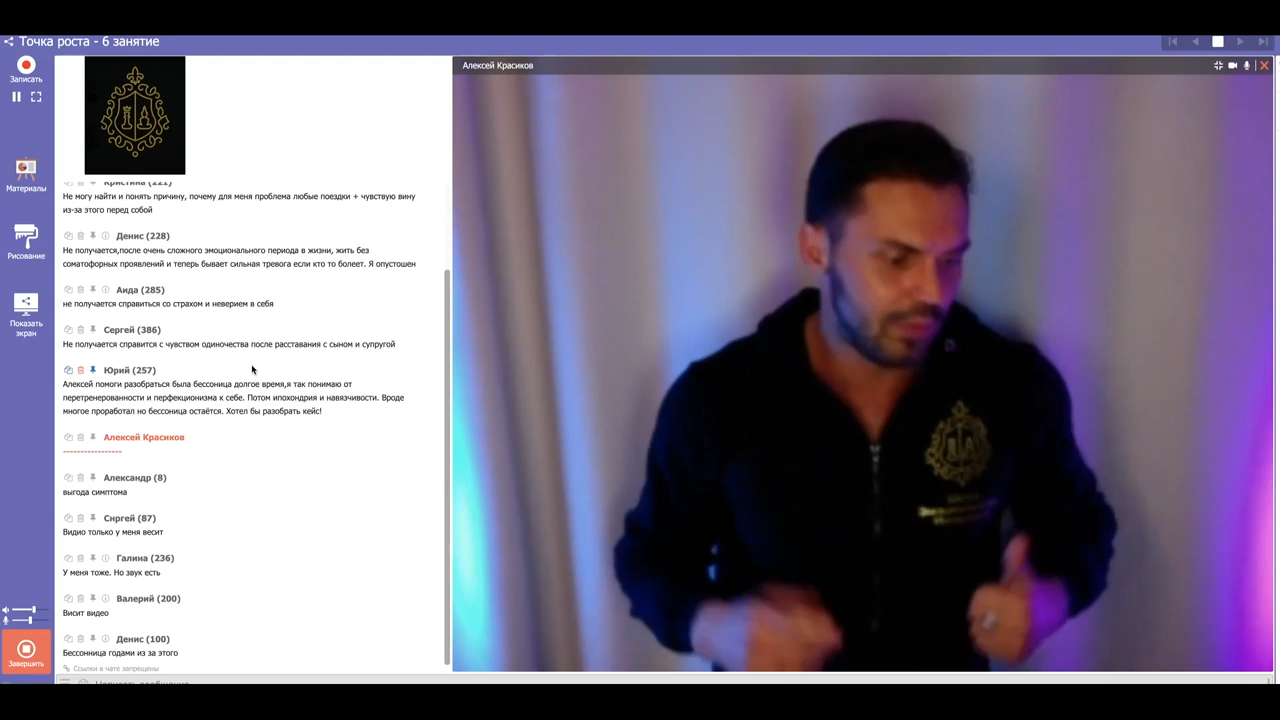 Точка роста - 6 занятие
Записать
Материалы
Рисование
Показать
экран
Завершить
Кристина (221)
Не могу найти и понять причину, почему для меня проблема любые поездки + чувствую вину
из-за этого перед собой
Денис (228)
Не получается,после очень сложного эмоционального периода в жизни, жить без
соматофорных проявлений и теперь бывает сильная тревога если кто то болеет. Я опустошен
Аида (285)
не получается справиться со страхом и неверием в себя
Сергей (386)
Не получается справится с чувством одиночества после расставания с сыном и супругой
Юрий (257)
Алексей помоги разобраться была бессоница долгое время,я так понимаю от
перетренерованности и перфекционизма к себе. Потом ипохондрия и навязчивости. Вроде
многое проработал но бессоница остаётся. Хотел бы разобрать кейс!
Алексей Красиков
-----------------
Александр (8)
выгода симптома
Снргей (87)
Видио только у меня весит
Галина (236)
У меня тоже. Но звук есть
Валерий (200)
Висит видео
Денис (100)
Бессонница годами из за этого
Ссылки в чате запрещены
Алексей Красиков